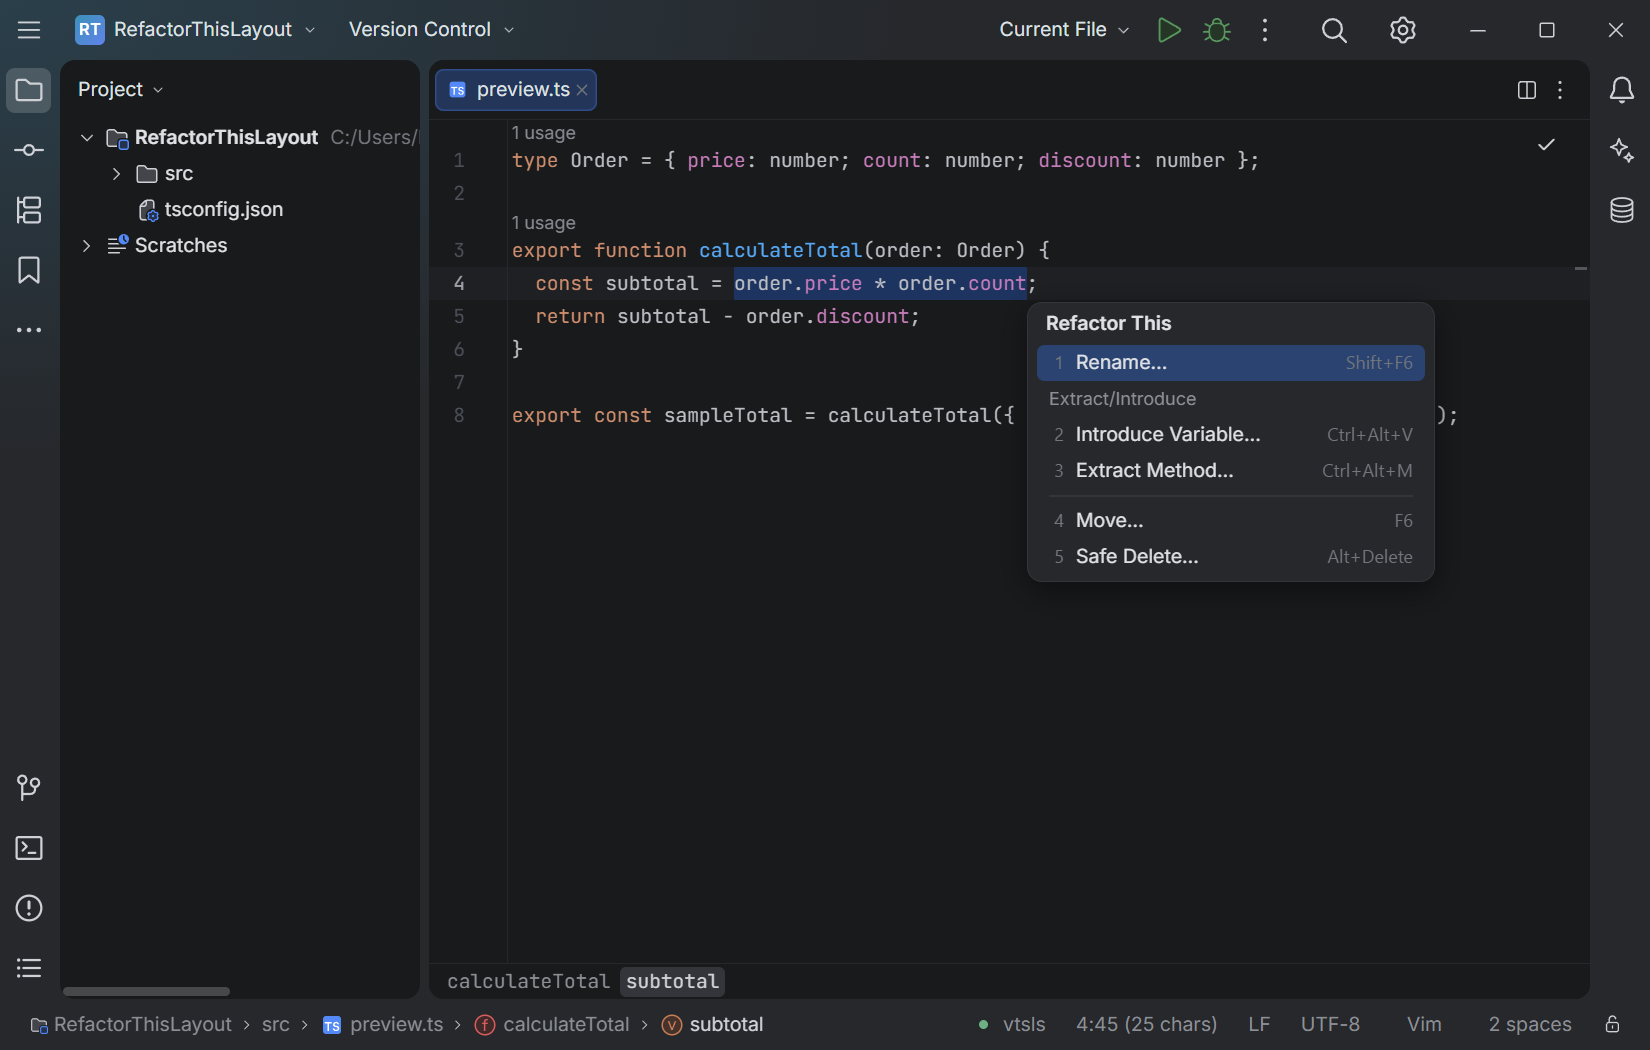 RT RefactorThisLayout Version Control Current File
Project
RefactorThisLayout C:/Users/
src
tsconfig.json
Scratches
TS preview.ts
1 usage
1 type Order = { price: number; count: number; discount: number };
2
1 usage
3 export function calculateTotal(order: Order) {
4 const subtotal = order.price * order.count;
5 return subtotal - order.discount;
6 }
7
8 export const sampleTotal = calculateTotal({ );
Refactor This
1 Rename... Shift+F6
Extract/Introduce
2 Introduce Variable... Ctrl+Alt+V
3 Extract Method... Ctrl+Alt+M
4 Move... F6
5 Safe Delete... Alt+Delete
calculateTotal subtotal
RefactorThisLayout › src › TS preview.ts › f calculateTotal › v subtotal vtsls 4:45 (25 chars) LF UTF-8 Vim 2 spaces